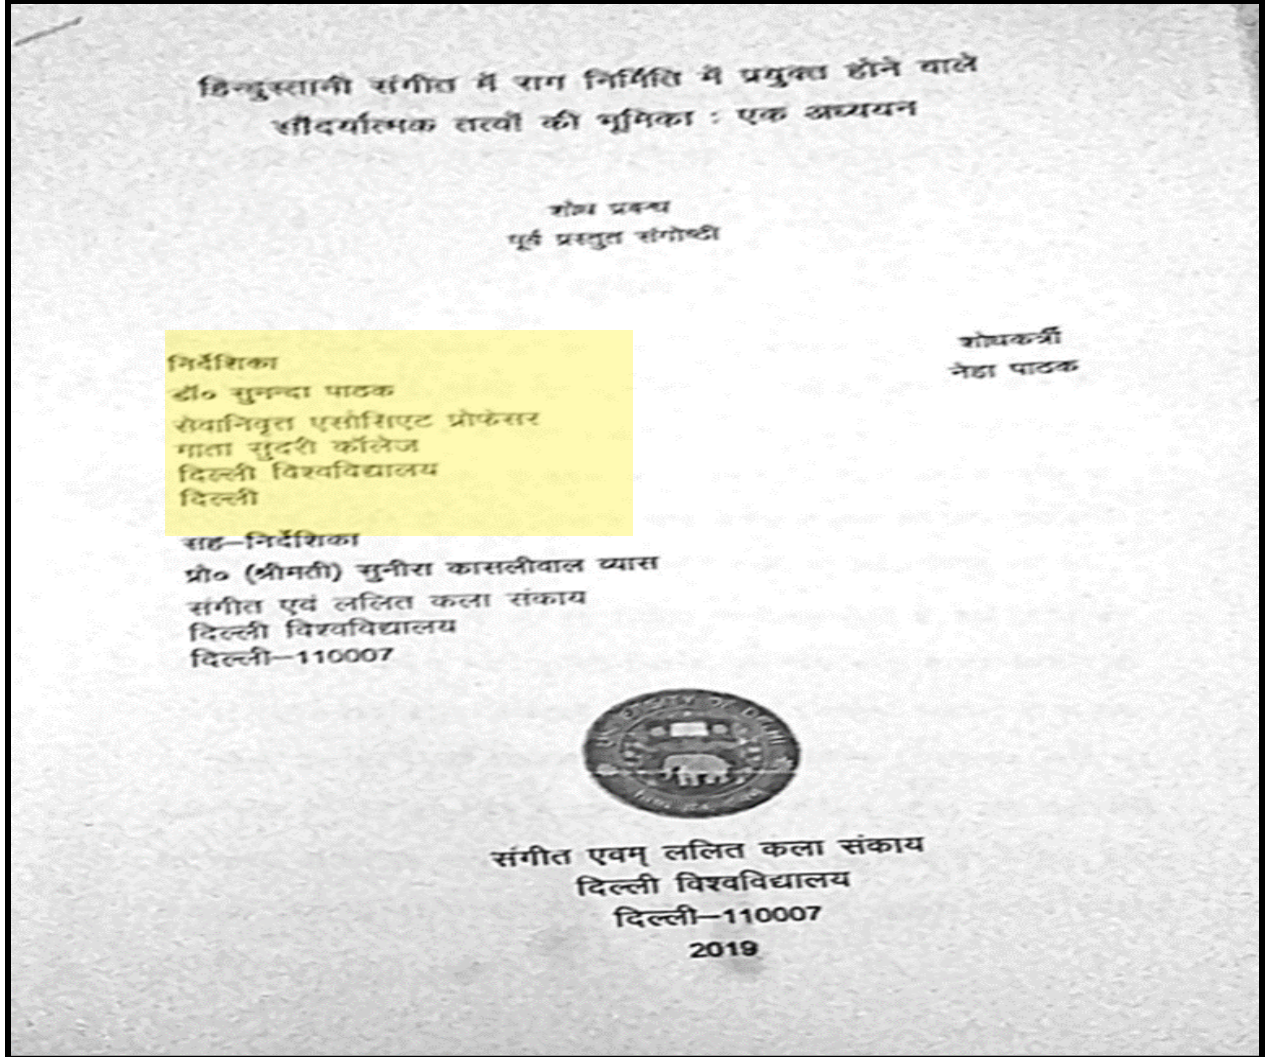 हिन्दुस्तानी संगीत में राग निर्मिति में प्रयुक्त होने वाले
सौंदर्यात्मक तत्वों की भूमिका : एक अध्ययन
शोध प्रबन्ध
पूर्व प्रस्तुत संगोष्ठी
निर्देशिका
डॉ० सुनन्दा पाठक
सेवानिवृत्त एसोसिएट प्रोफेसर
माता सुंदरी कॉलेज
दिल्ली विश्वविद्यालय
दिल्ली
शोधकर्त्री
नेहा पाठक
सह–निर्देशिका
प्रो० (श्रीमती) सुनीरा कासलीवाल व्यास
संगीत एवं ललित कला संकाय
दिल्ली विश्वविद्यालय
दिल्ली–110007
संगीत एवम् ललित कला संकाय
दिल्ली विश्वविद्यालय
दिल्ली–110007
2019